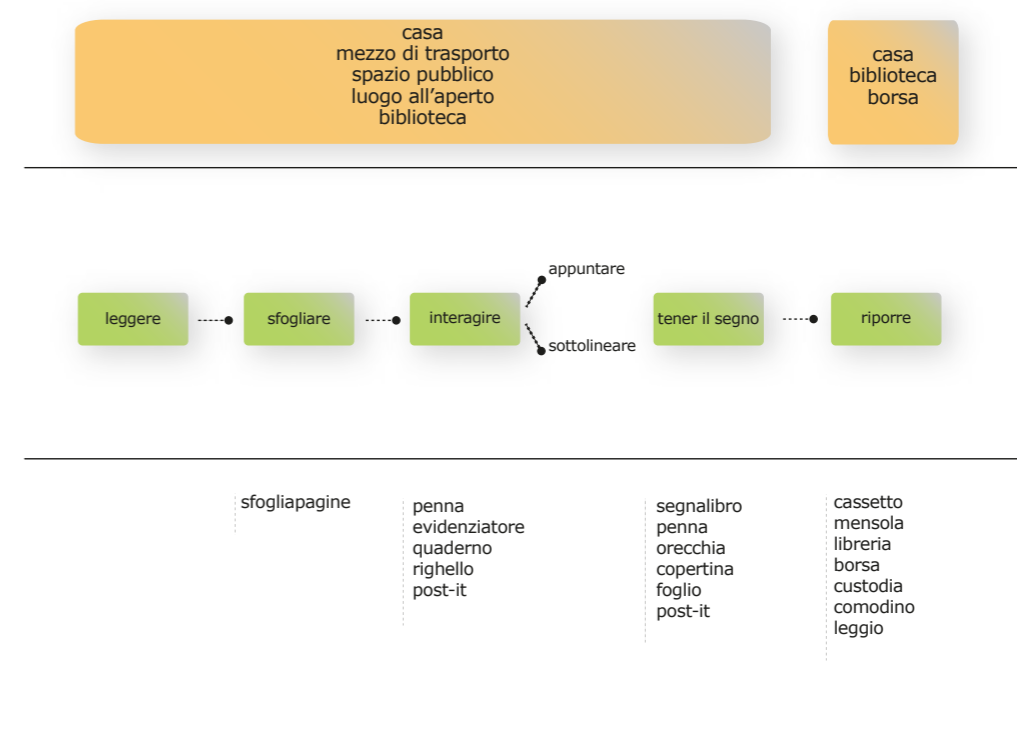 casa
mezzo di trasporto
spazio pubblico
luogo all’aperto
biblioteca
casa
biblioteca
borsa
leggere
sfogliare
interagire
appuntare
sottolineare
tener il segno
riporre
sfogliapagine
penna
evidenziatore
quaderno
righello
post-it
segnalibro
penna
orecchia
copertina
foglio
post-it
cassetto
mensola
libreria
borsa
custodia
comodino
leggio